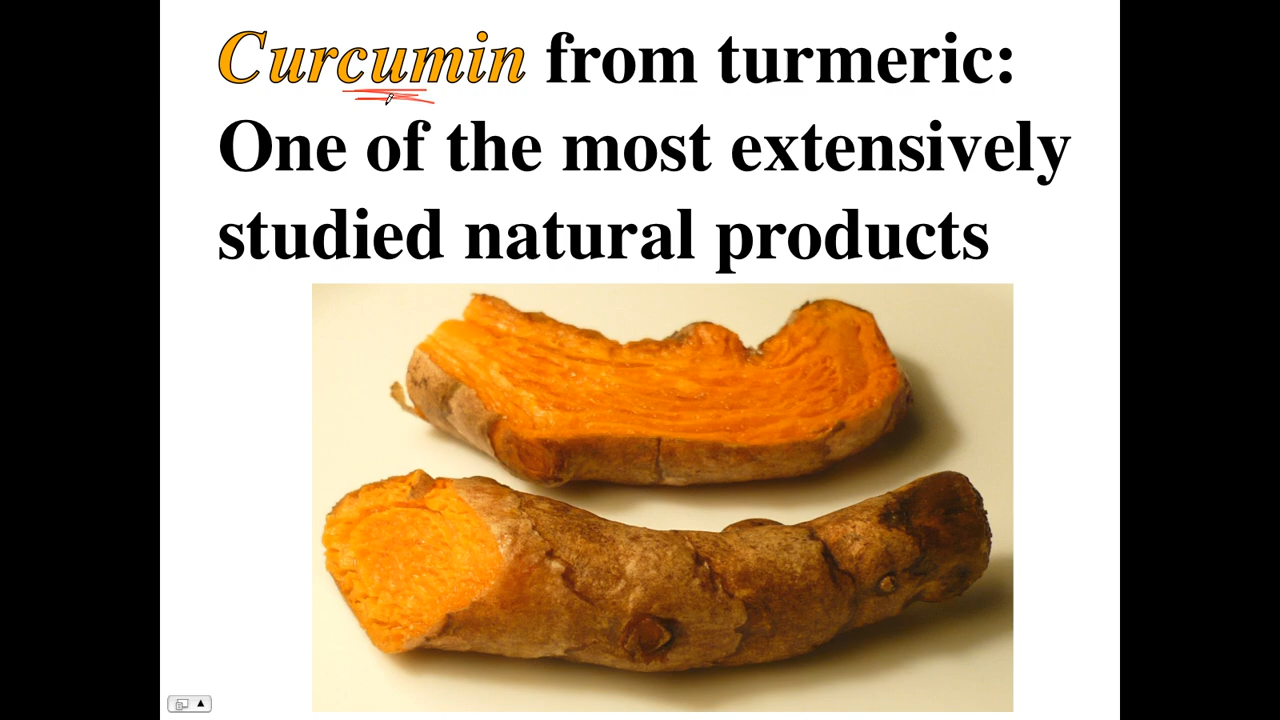 Curcumin from turmeric:
One of the most extensively
studied natural products